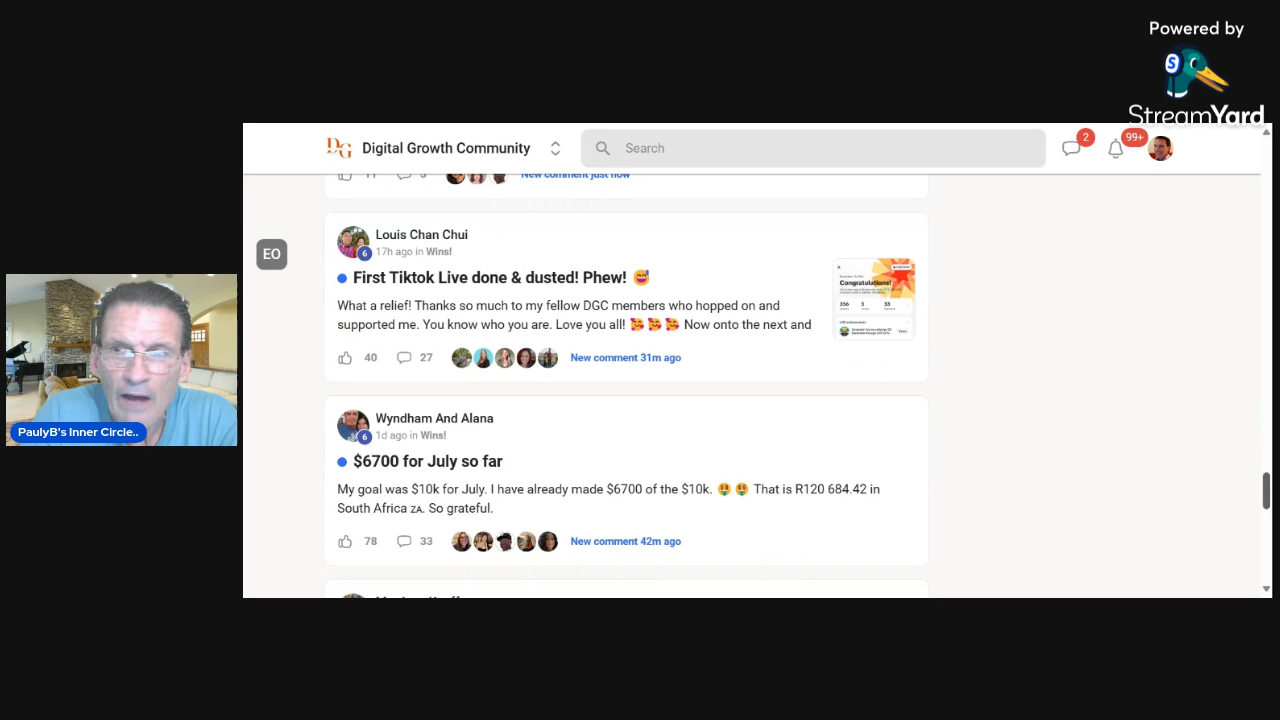 Powered by
StreamYard
DG Digital Growth Community
Search
2
99+
New comment just now
EO
Louis Chan Chui
6 17h ago in Wins!
First Tiktok Live done & dusted! Phew! 😅
What a relief! Thanks so much to my fellow DGC members who hopped on and
supported me. You know who you are. Love you all! 🥰 🥰 🥰 Now onto the next and
Congratulations!
40 27 New comment 31m ago
Wyndham And Alana
6 1d ago in Wins!
$6700 for July so far
My goal was $10k for July. I have already made $6700 of the $10k. 🤑 🤑 That is R120 684.42 in
South Africa ZA. So grateful.
78 33 New comment 42m ago
PaulyB's Inner Circle..